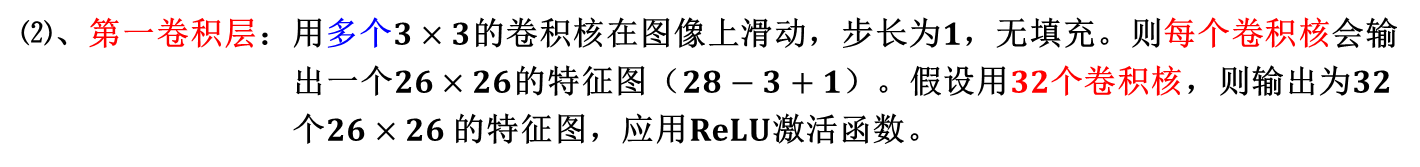 ⑵、第一卷积层：用多个3 × 3的卷积核在图像上滑动，步长为1，无填充。则每个卷积核会输
出一个26 × 26的特征图（28 − 3 + 1）。假设用32个卷积核，则输出为32
个26 × 26 的特征图，应用ReLU激活函数。